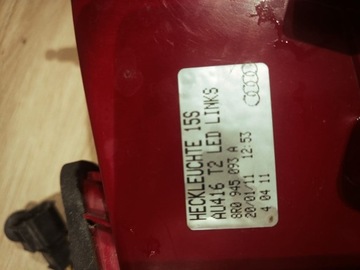 HECKLEUCHTE 15S
AU416 T2 LED LINKS
8R0 945 093 A
20/01/11 12:53
4 04 11